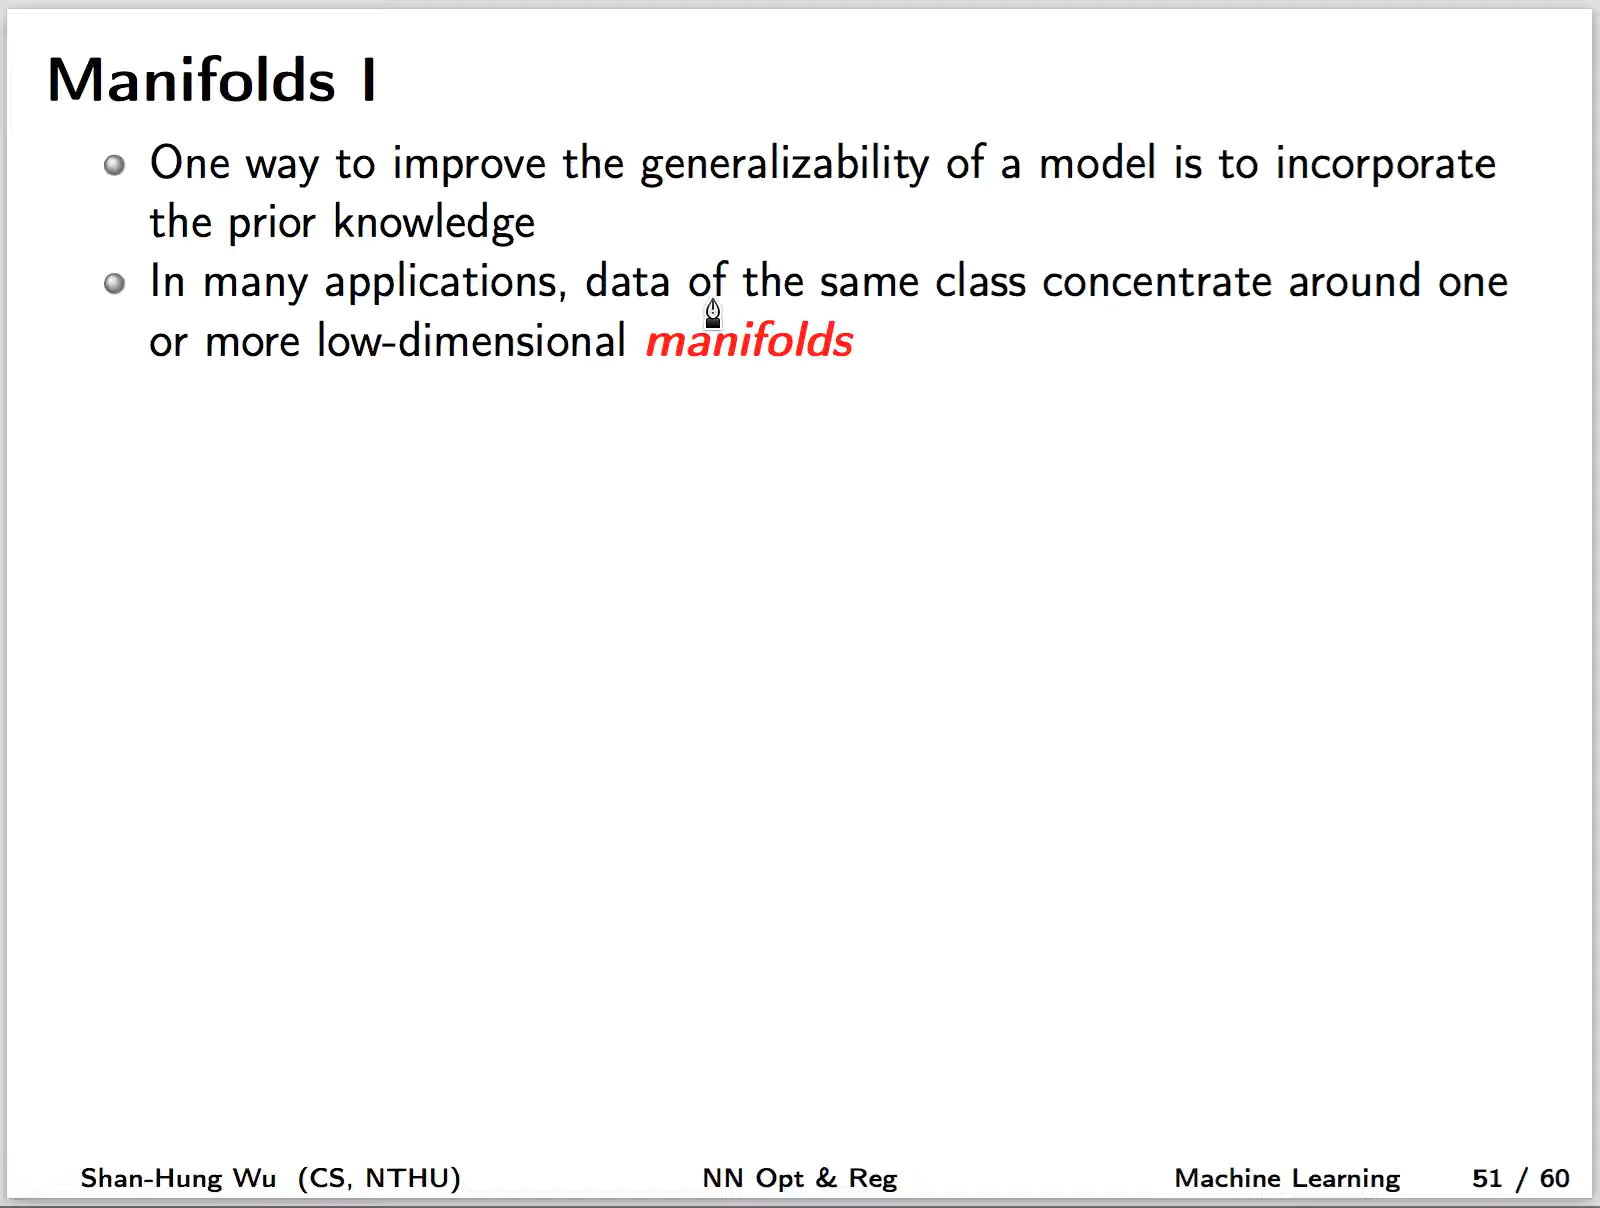 Manifolds I
One way to improve the generalizability of a model is to incorporate
the prior knowledge
In many applications, data of the same class concentrate around one
or more low-dimensional manifolds
Shan-Hung Wu (CS, NTHU) NN Opt & Reg Machine Learning 51 / 60